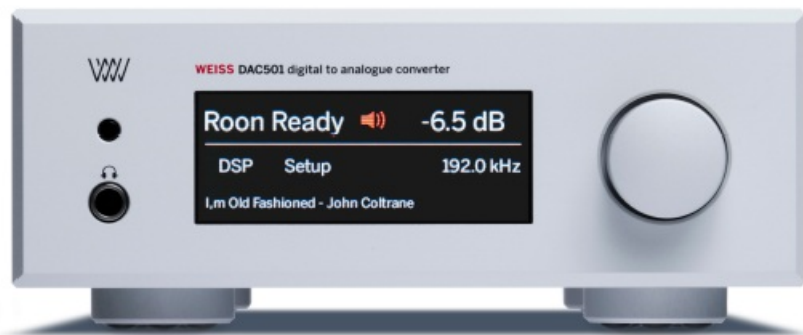 WEISS DAC501 digital to analogue converter
Roon Ready -6.5 dB
DSP Setup 192.0 kHz
I,m Old Fashioned - John Coltrane